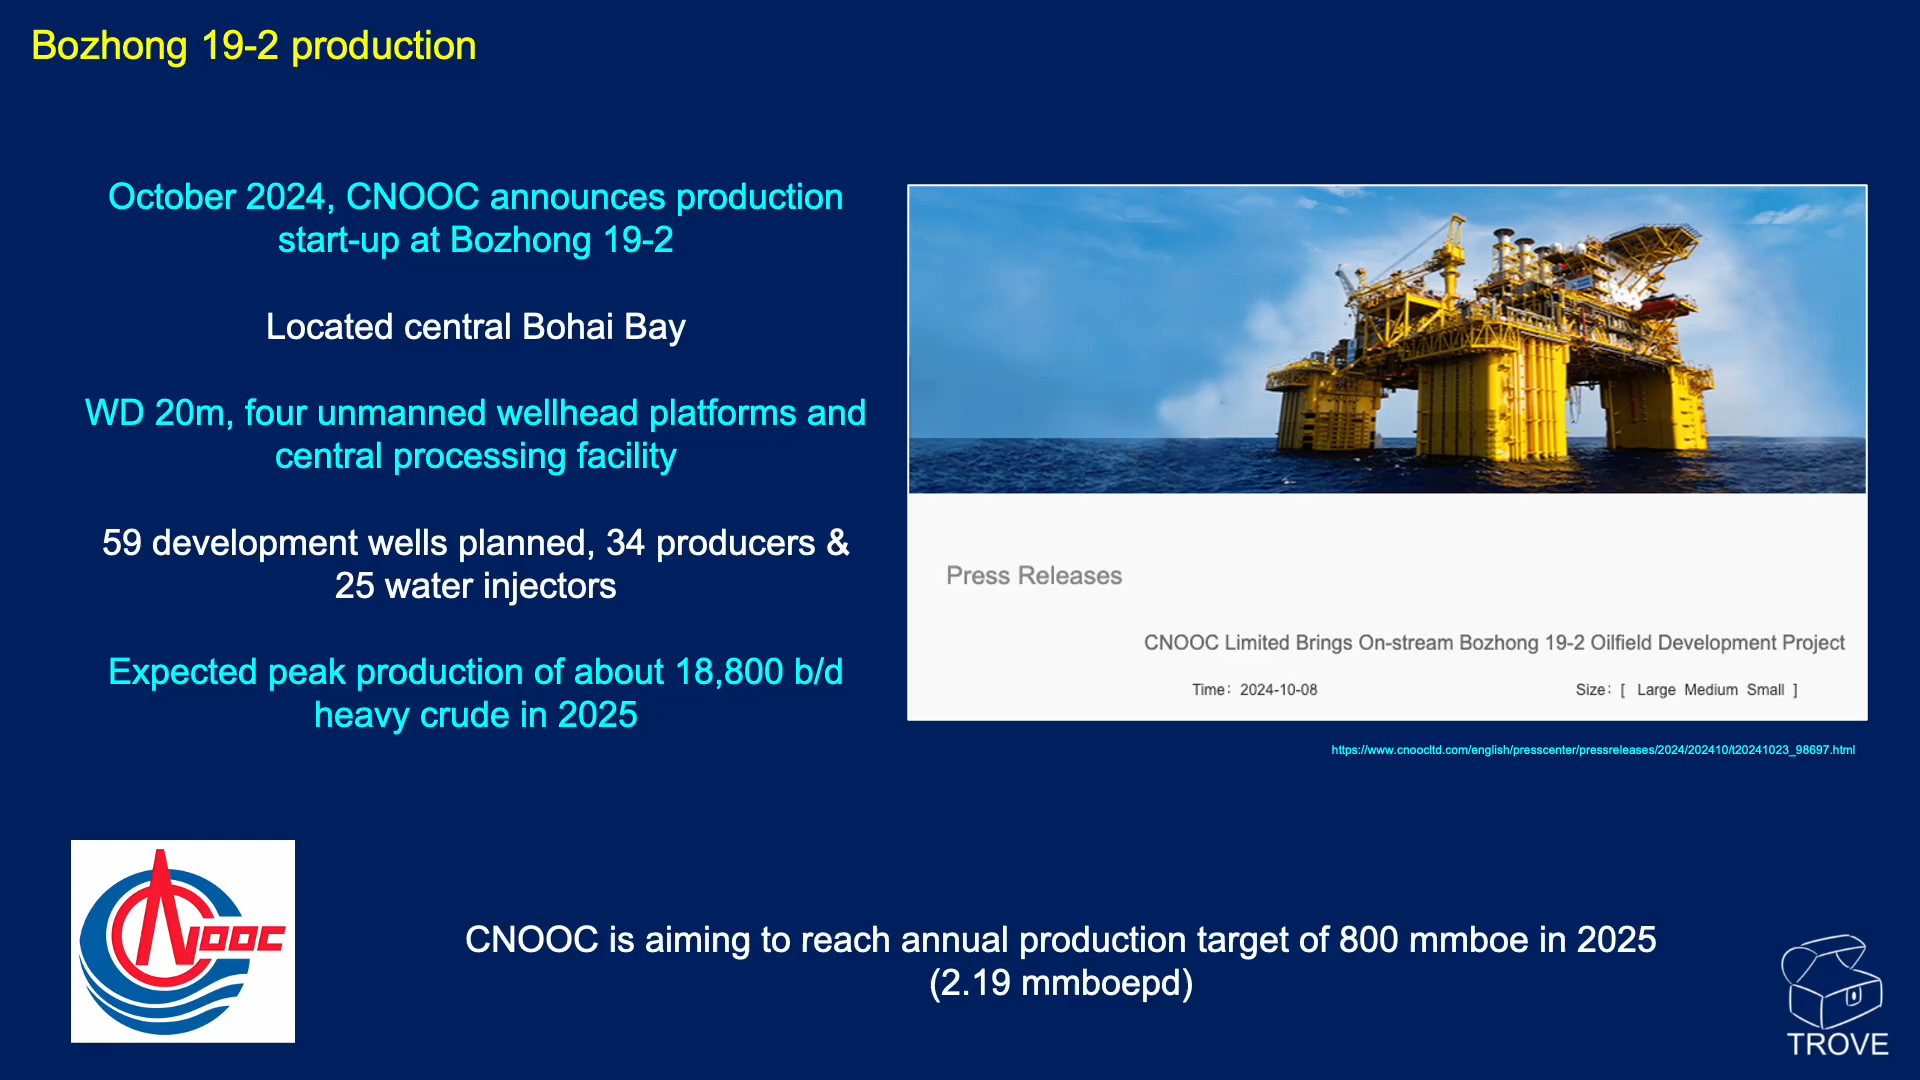 Bozhong 19-2 production
October 2024, CNOOC announces production
start-up at Bozhong 19-2
Located central Bohai Bay
WD 20m, four unmanned wellhead platforms and
central processing facility
59 development wells planned, 34 producers &
25 water injectors
Expected peak production of about 18,800 b/d
heavy crude in 2025
Press Releases
CNOOC Limited Brings On-stream Bozhong 19-2 Oilfield Development Project
Time: 2024-10-08
Size: [ Large Medium Small ]
https://www.cnoocltd.com/english/presscenter/pressreleases/2024/202410/t20241023_98697.html
CNOOC
CNOOC is aiming to reach annual production target of 800 mmboe in 2025
(2.19 mmboepd)
TROVE